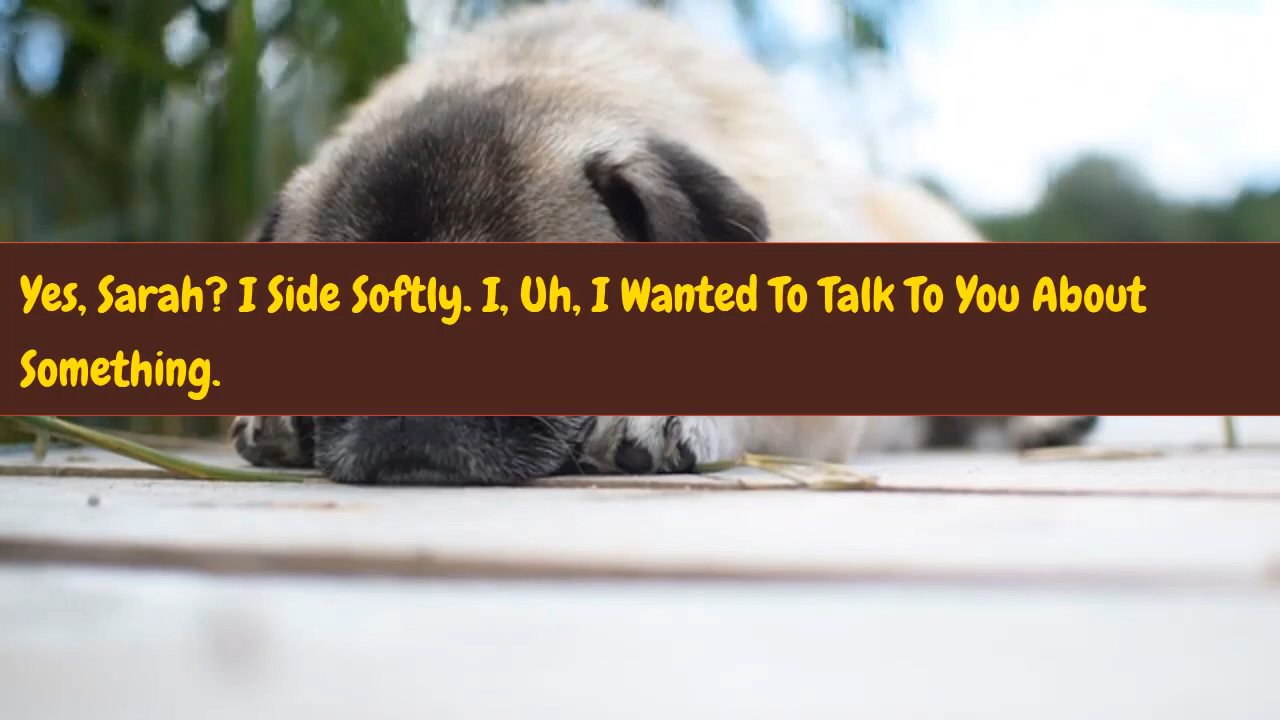 Yes, Sarah? I Side Softly. I, Uh, I Wanted To Talk To You About
Something.